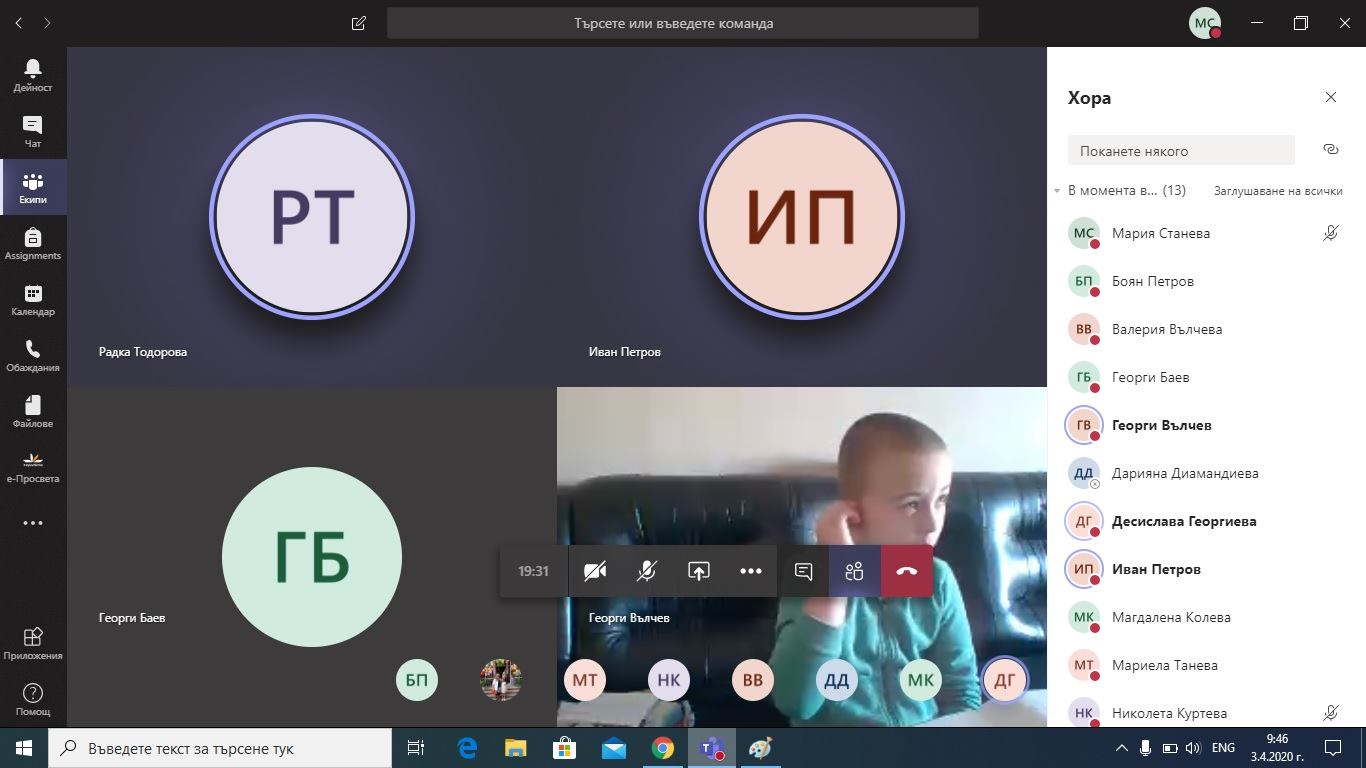 Търсете или въведете команда
МС
Дейност
Чат
Екипи
Assignments
Календар
Обаждания
Файлове
е-Просвета
Приложения
Помощ
РТ
Радка Тодорова
ИП
Иван Петров
ГБ
Георги Баев
19:31
Георги Вълчев
БП
МТ
НК
ВВ
ДД
МК
ДГ
Хора
Поканете някого
В момента в... (13)
Заглушаване на всички
МС Мария Станева
БП Боян Петров
ВВ Валерия Вълчева
ГБ Георги Баев
ГВ Георги Вълчев
ДД Дарияна Диамандиева
ДГ Десислава Георгиева
ИП Иван Петров
МК Магдалена Колева
МТ Мариела Танева
НК Николета Куртева
Въведете текст за търсене тук
ENG
9:46
3.4.2020 г.